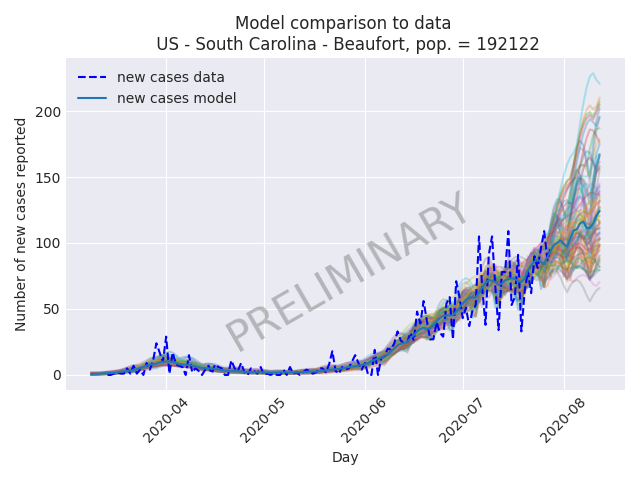 Model comparison to data
US - South Carolina - Beaufort, pop. = 192122
new cases data
new cases model
PRELIMINARY
Number of new cases reported
200
150
100
50
0
2020-04
2020-05
2020-06
2020-07
2020-08
Day